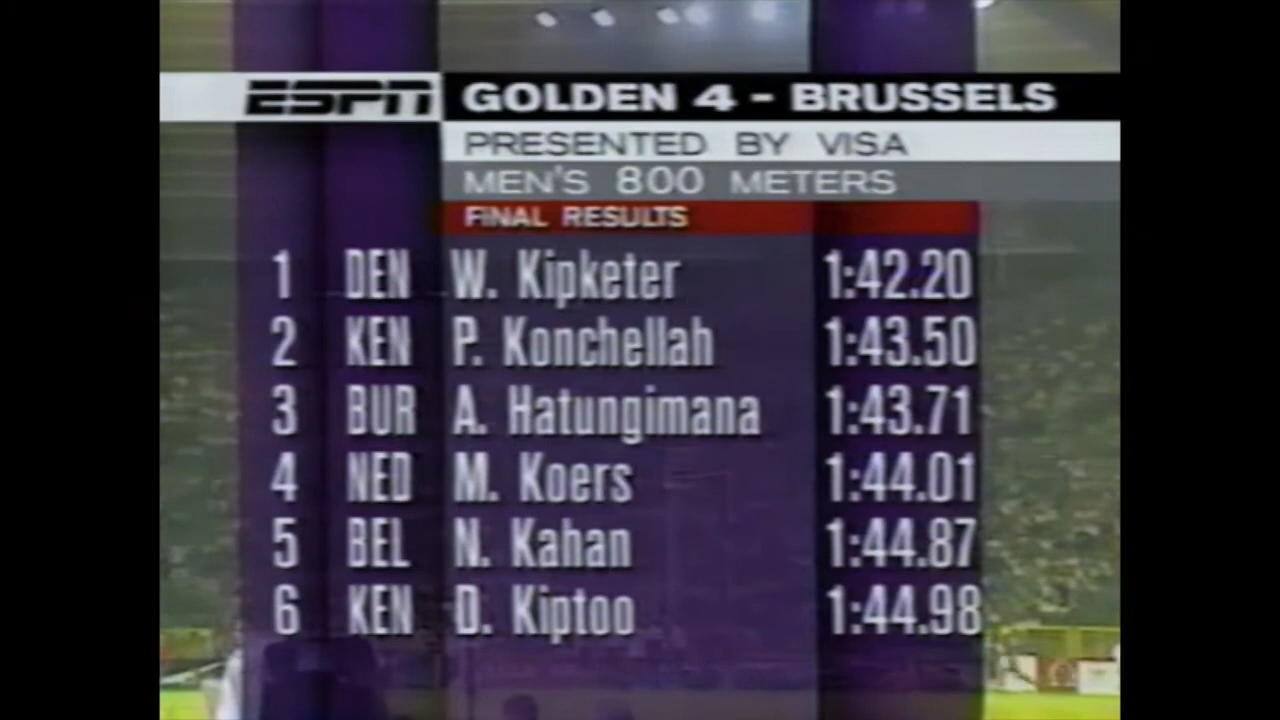 ESPN GOLDEN 4 - BRUSSELS
PRESENTED BY VISA
MEN'S 800 METERS
FINAL RESULTS
1 DEN W. Kipketer 1:42.20
2 KEN P. Konchellah 1:43.50
3 BUR A. Hatungimana 1:43.71
4 NED M. Koers 1:44.01
5 BEL N. Kahan 1:44.87
6 KEN D. Kiptoo 1:44.98